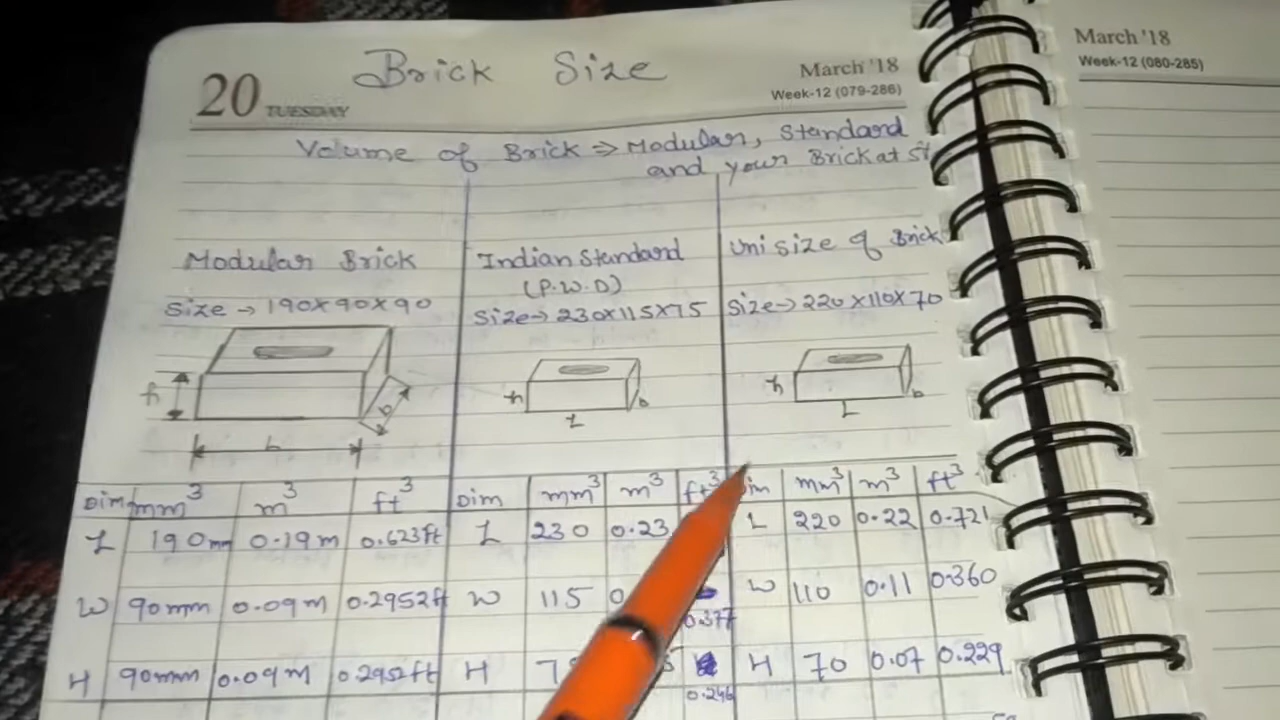 Brick Size
20 TUESDAY
March '18
Week-12 (079-286)
March '18
Week-12 (080-285)
Volume of Brick ⇒ Modular, Standard
and your Brick at
Modular Brick
Size → 190x90x90
h
b
L
Indian Standard
(P.W.D)
Size → 230x115x75
h
b
L
Uni size of Brick
Size → 220x110x70
h
b
L
Dim mm³ m³ ft³
L 190mm 0.19m 0.623ft
W 90mm 0.09m 0.2952ft
H 90mm 0.09m 0.2952ft
Dim mm³ m³ ft³
L 230 0.23
W 115 0.377
H 0.246
mm³ m³ ft³
L 220 0.22 0.721
W 110 0.11 0.360
H 70 0.07 0.229